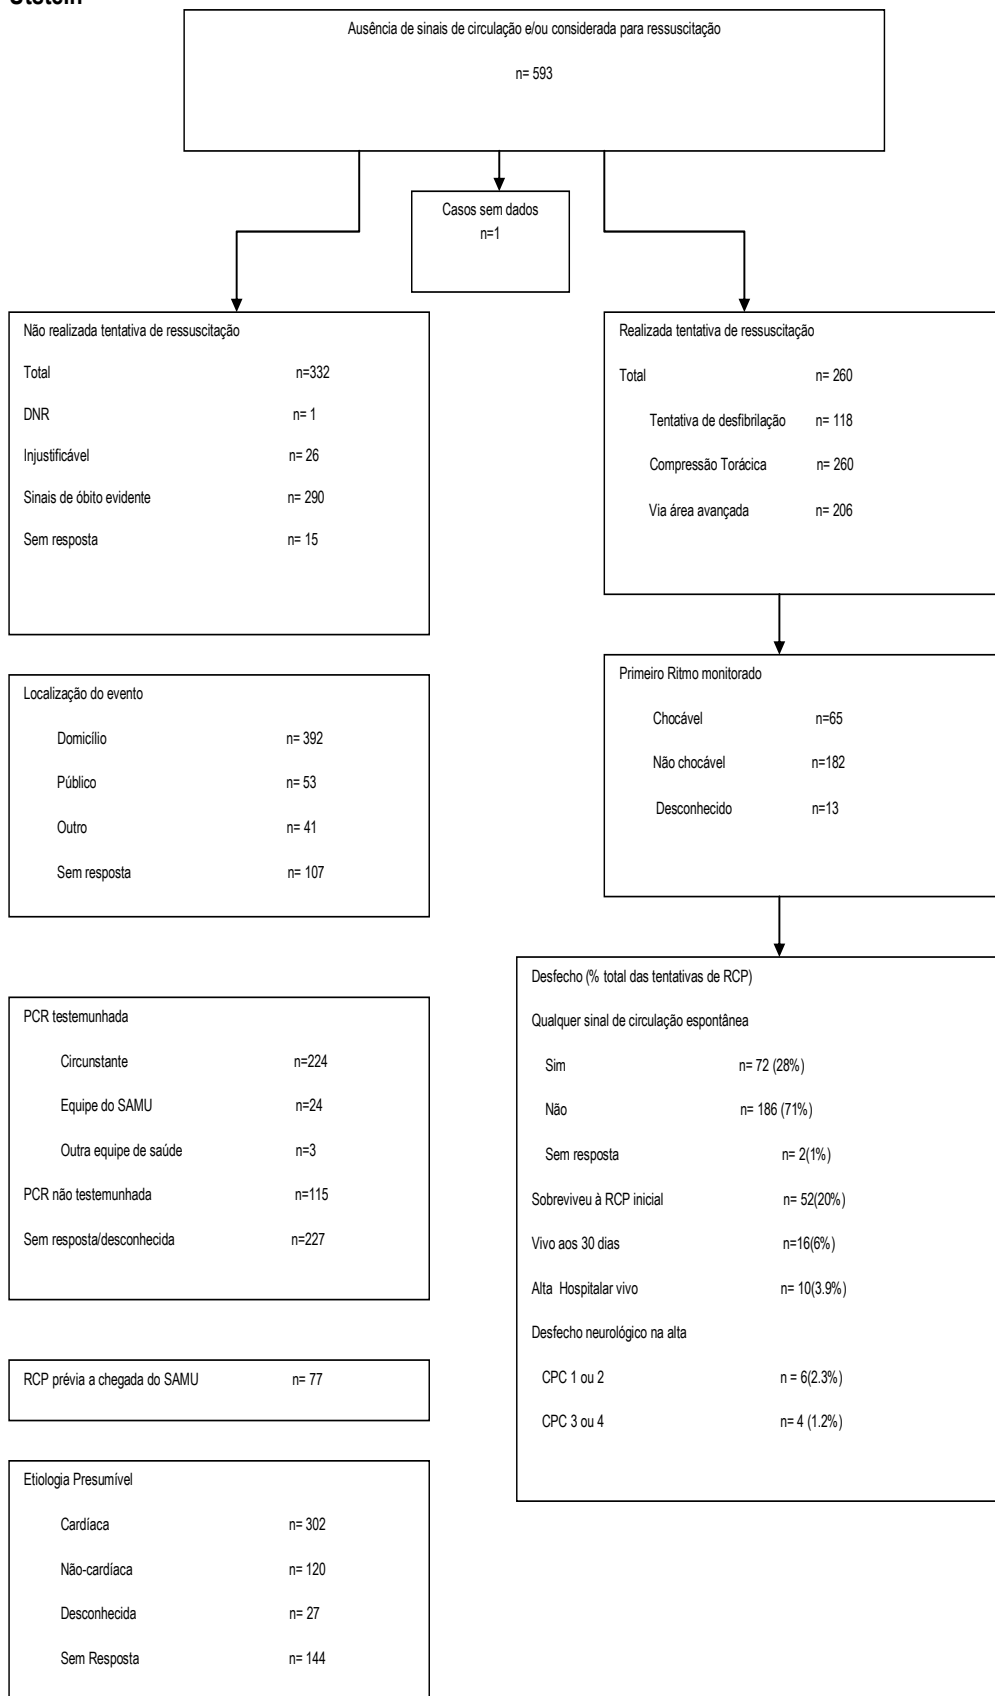 Utstein
Ausência de sinais de circulação e/ou considerada para ressuscitação
n= 593
Casos sem dados
n=1
Não realizada tentativa de ressuscitação
Total n=332
DNR n= 1
Injustificável n= 26
Sinais de óbito evidente n= 290
Sem resposta n= 15
Realizada tentativa de ressuscitação
Total n= 260
Tentativa de desfibrilação n= 118
Compressão Torácica n= 260
Via área avançada n= 206
Localização do evento
Domicílio n= 392
Público n= 53
Outro n= 41
Sem resposta n= 107
Primeiro Ritmo monitorado
Chocável n=65
Não chocável n=182
Desconhecido n=13
PCR testemunhada
Circunstante n=224
Equipe do SAMU n=24
Outra equipe de saúde n=3
PCR não testemunhada n=115
Sem resposta/desconhecida n=227
Desfecho (% total das tentativas de RCP)
Qualquer sinal de circulação espontânea
Sim n= 72 (28%)
Não n= 186 (71%)
Sem resposta n= 2(1%)
Sobreviveu à RCP inicial n= 52(20%)
Vivo aos 30 dias n=16(6%)
Alta Hospitalar vivo n= 10(3.9%)
Desfecho neurológico na alta
CPC 1 ou 2 n = 6(2.3%)
CPC 3 ou 4 n= 4 (1.2%)
RCP prévia a chegada do SAMU n= 77
Etiologia Presumível
Cardíaca n= 302
Não-cardíaca n= 120
Desconhecida n= 27
Sem Resposta n= 144